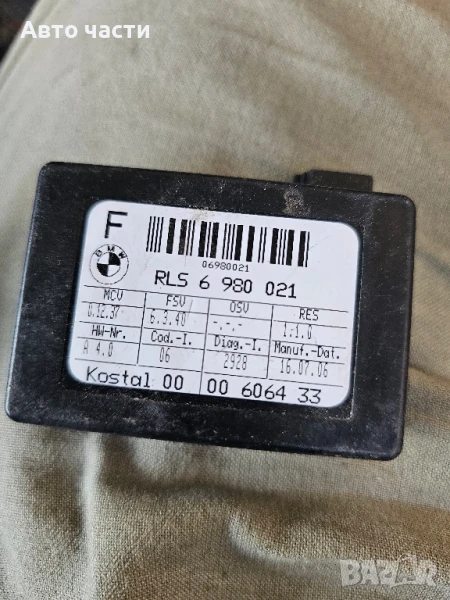 Авто части
F
BMW
06980021
RLS 6 980 021
MCV FSV OSV RES
0.12.37 6.3.40 -.-.- 1.1.0
HW-Nr. Cod.-I. Diag.-I. Manuf.-Dat.
A 4.0 06 2928 16.07.06
Kostal 00 00 6064 33
BAZAR